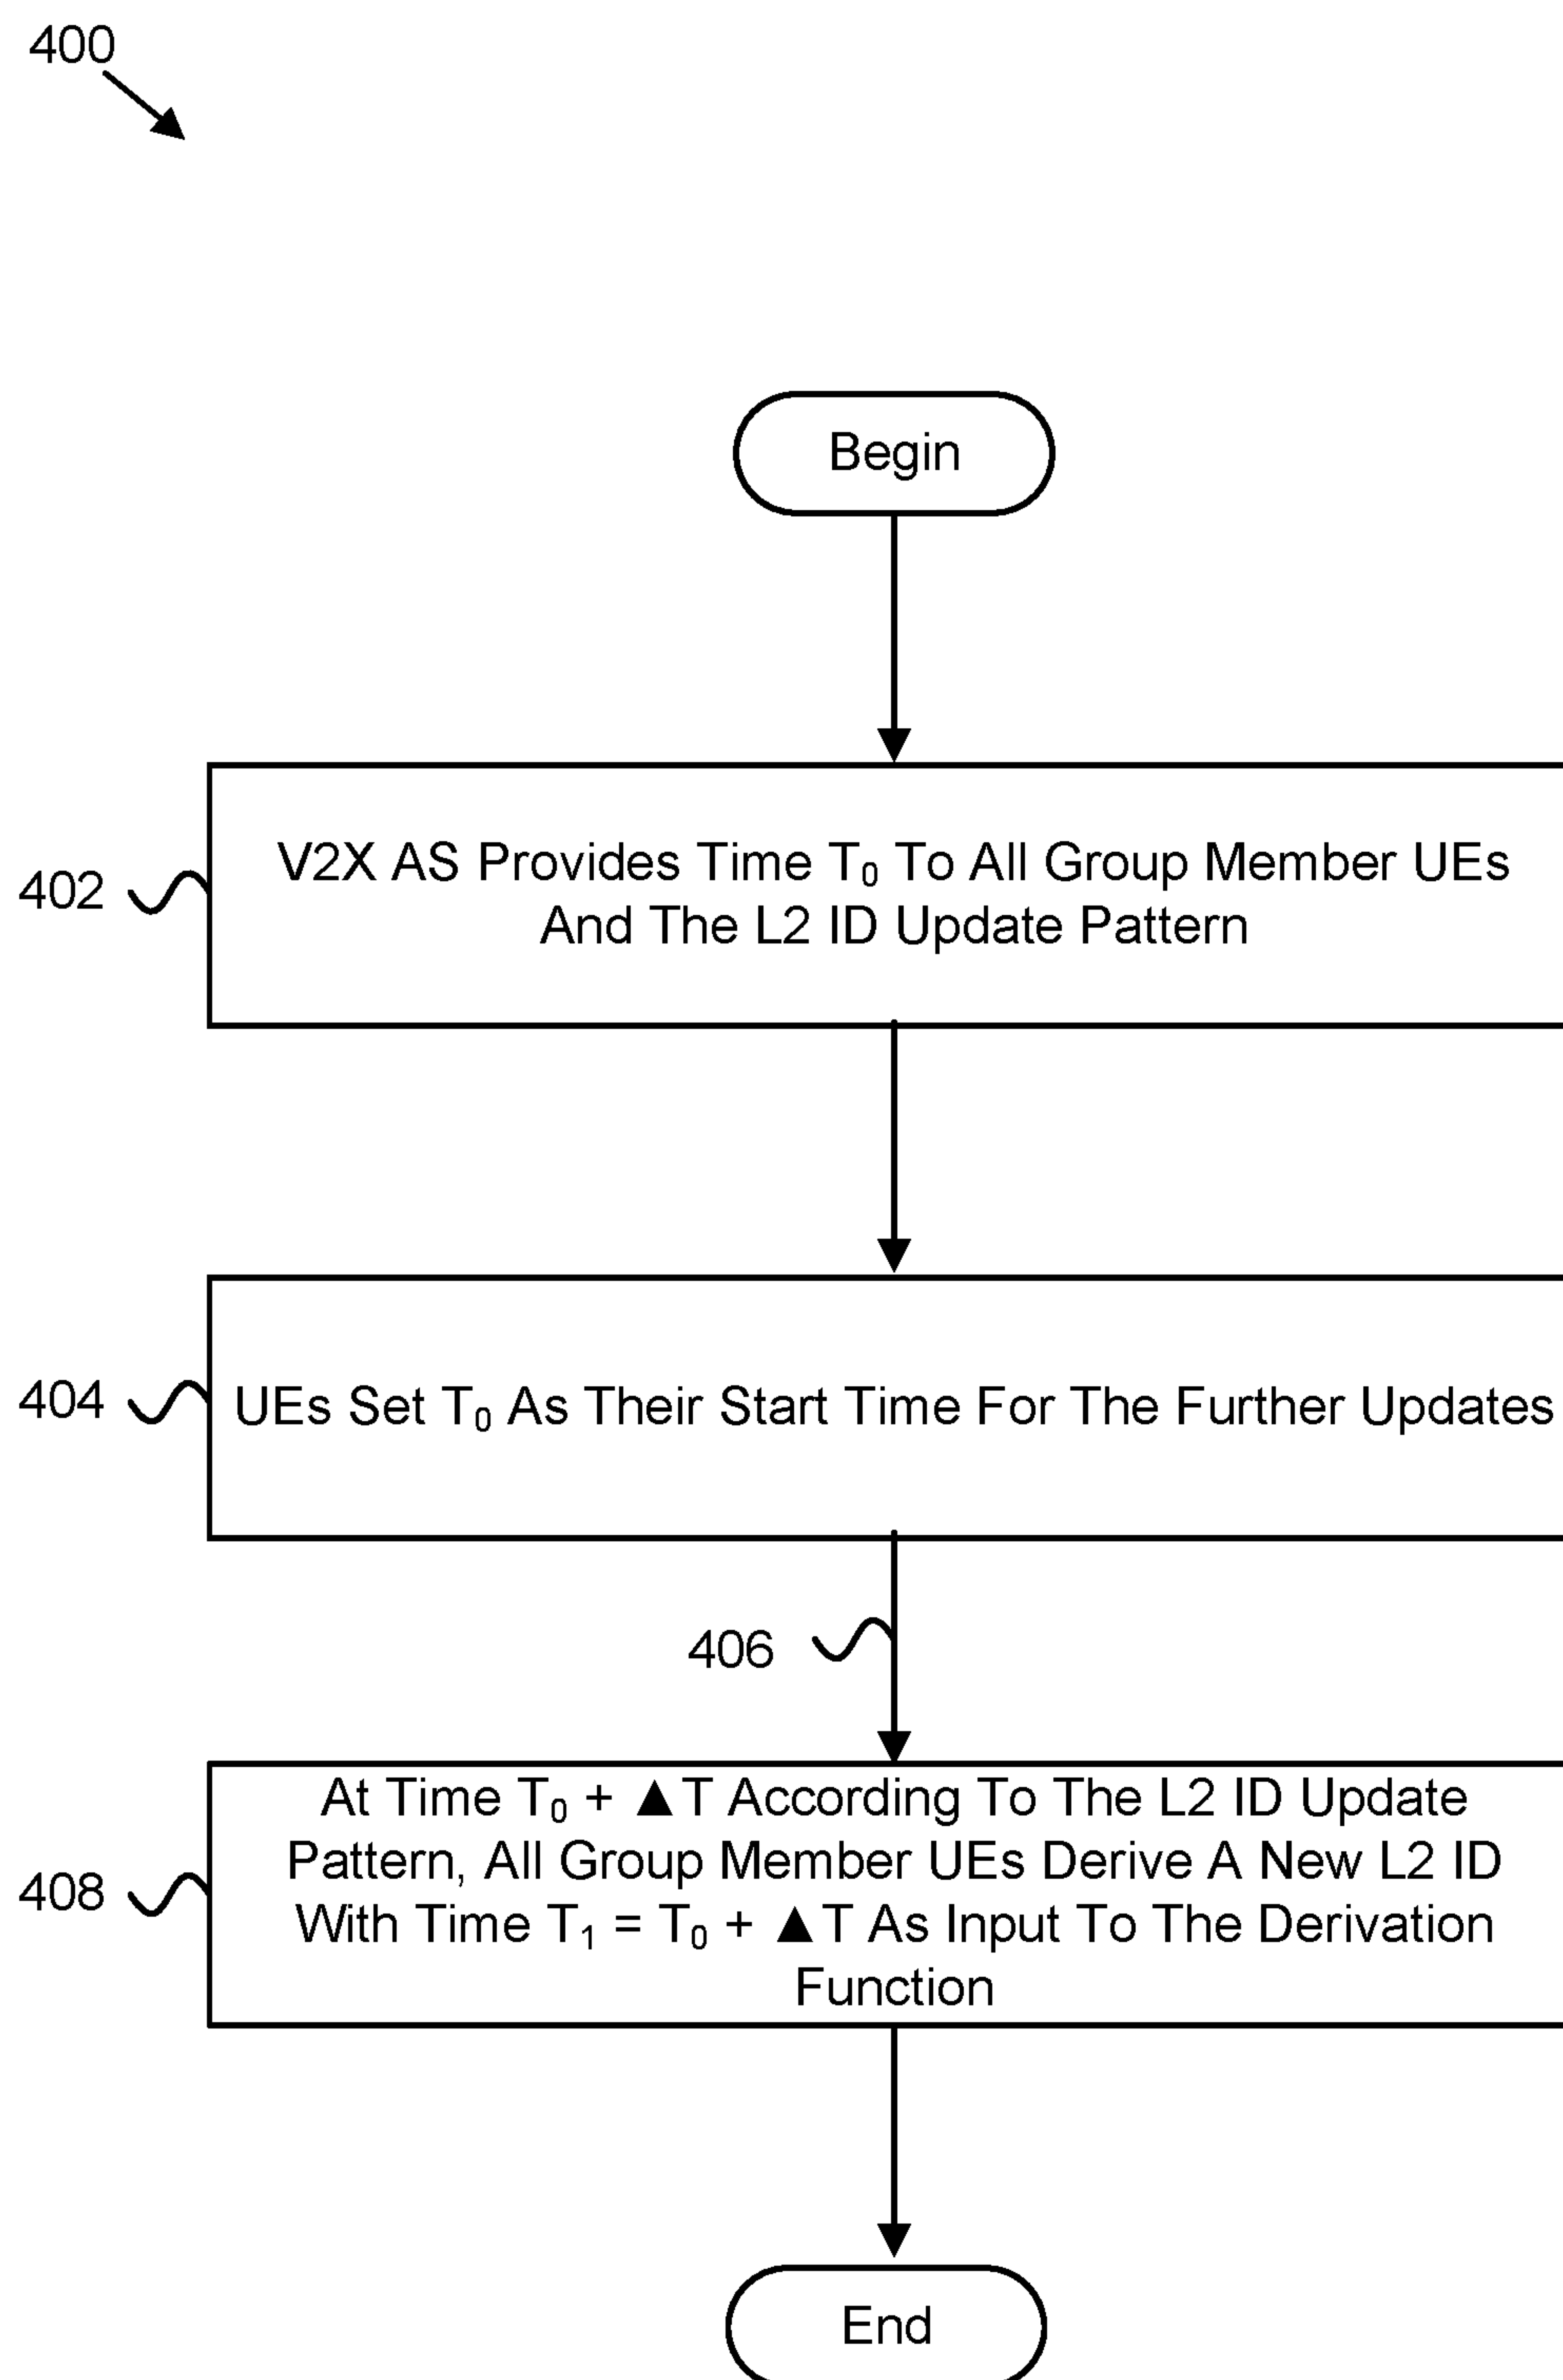 400
Begin
402
V2X AS Provides Time T₀ To All Group Member UEs
And The L2 ID Update Pattern
404
UEs Set T₀ As Their Start Time For The Further Updates
406
408
At Time T₀ + ▲T According To The L2 ID Update
Pattern, All Group Member UEs Derive A New L2 ID
With Time T₁ = T₀ + ▲T As Input To The Derivation
Function
End